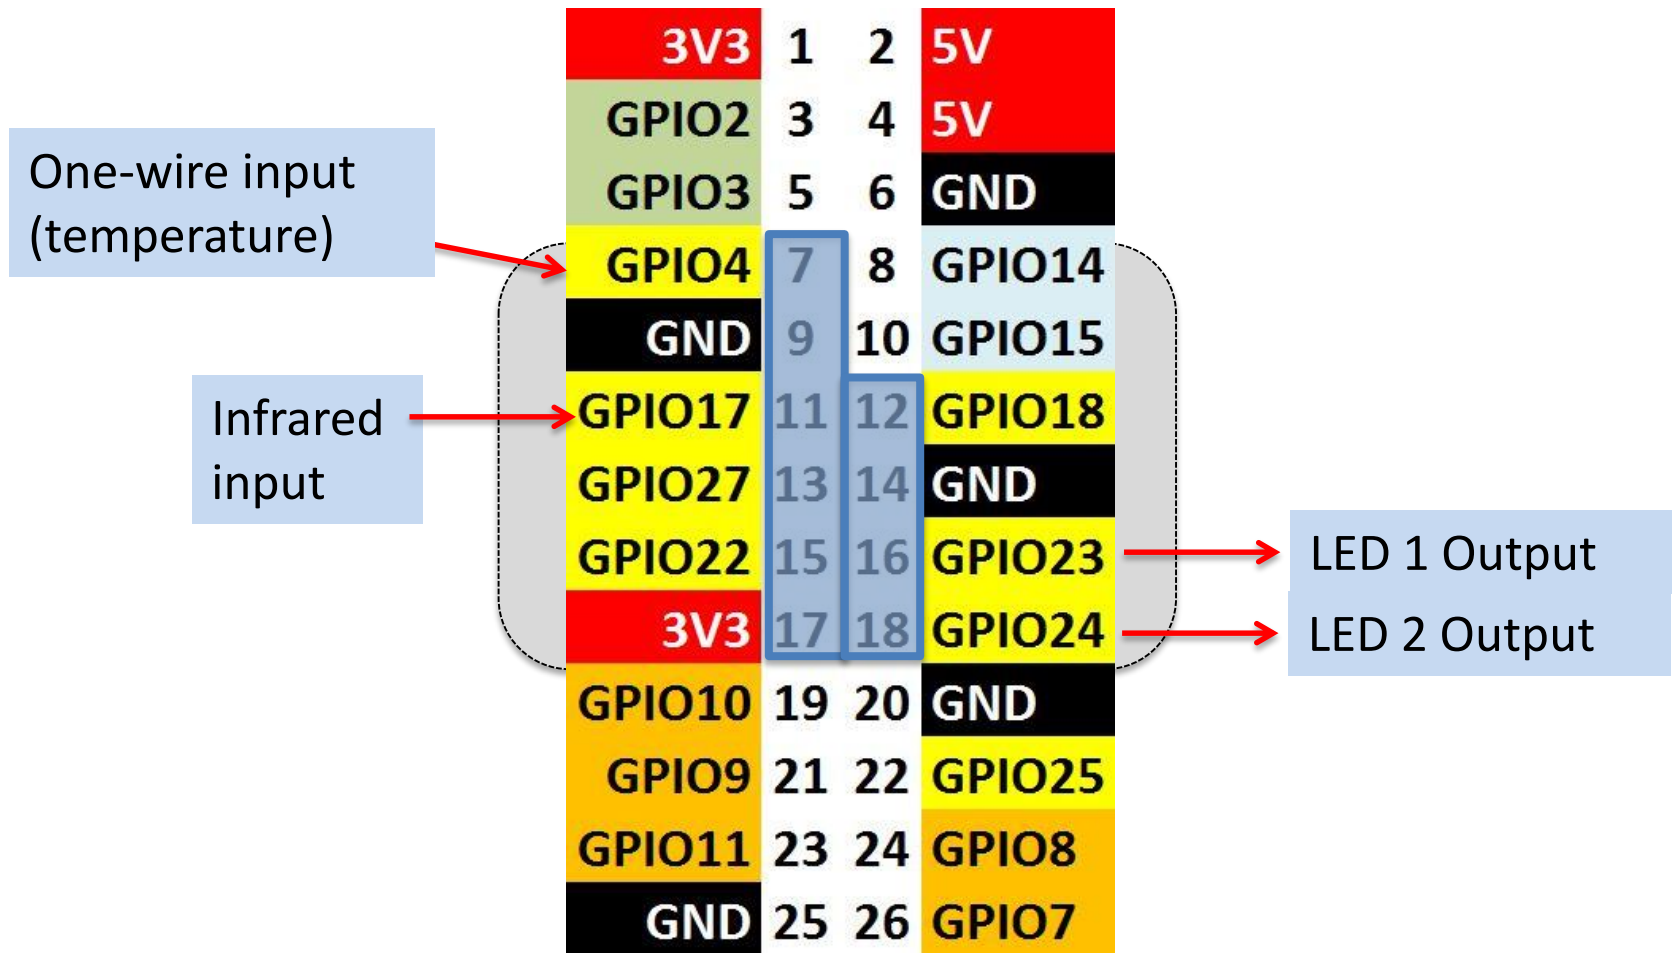 3V3 1 2 5V
GPIO2 3 4 5V
One-wire input
(temperature)
GPIO3 5 6 GND
GPIO4 7 8 GPIO14
GND 9 10 GPIO15
Infrared
input
GPIO17 11 12 GPIO18
GPIO27 13 14 GND
GPIO22 15 16 GPIO23 LED 1 Output
3V3 17 18 GPIO24 LED 2 Output
GPIO10 19 20 GND
GPIO9 21 22 GPIO25
GPIO11 23 24 GPIO8
GND 25 26 GPIO7